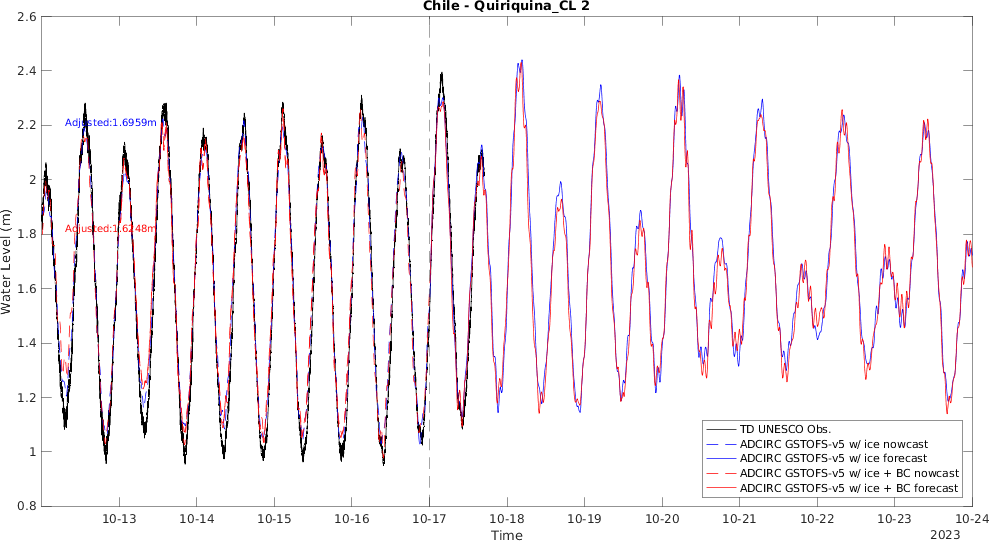 Chile - Quiriquina_CL 2
Water Level (m)
2.6
2.4
2.2
2
1.8
1.6
1.4
1.2
1
0.8
Adjusted:1.6959m
Adjusted:1.6248m
TD UNESCO Obs.
ADCIRC GSTOFS-v5 w/ ice nowcast
ADCIRC GSTOFS-v5 w/ ice forecast
ADCIRC GSTOFS-v5 w/ ice + BC nowcast
ADCIRC GSTOFS-v5 w/ ice + BC forecast
10-13 10-14 10-15 10-16 10-17 10-18 10-19 10-20 10-21 10-22 10-23 10-24
2023
Time